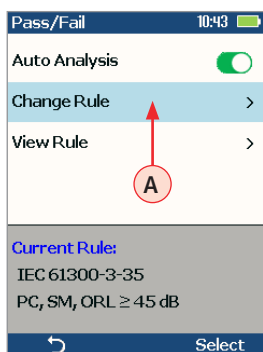 Pass/Fail 10:43
Auto Analysis
Change Rule >
View Rule >
A
Current Rule:
IEC 61300-3-35
PC, SM, ORL ≥ 45 dB
Select